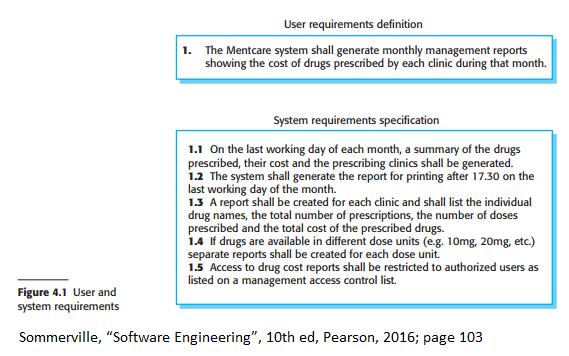 User requirements definition
1. The Mentcare system shall generate monthly management reports
showing the cost of drugs prescribed by each clinic during that month.
System requirements specification
1.1 On the last working day of each month, a summary of the drugs
prescribed, their cost and the prescribing clinics shall be generated.
1.2 The system shall generate the report for printing after 17.30 on the
last working day of the month.
1.3 A report shall be created for each clinic and shall list the individual
drug names, the total number of prescriptions, the number of doses
prescribed and the total cost of the prescribed drugs.
1.4 If drugs are available in different dose units (e.g. 10mg, 20mg, etc.)
separate reports shall be created for each dose unit.
1.5 Access to drug cost reports shall be restricted to authorized users as
listed on a management access control list.
Figure 4.1 User and
system requirements
Sommerville, “Software Engineering”, 10th ed, Pearson, 2016; page 103